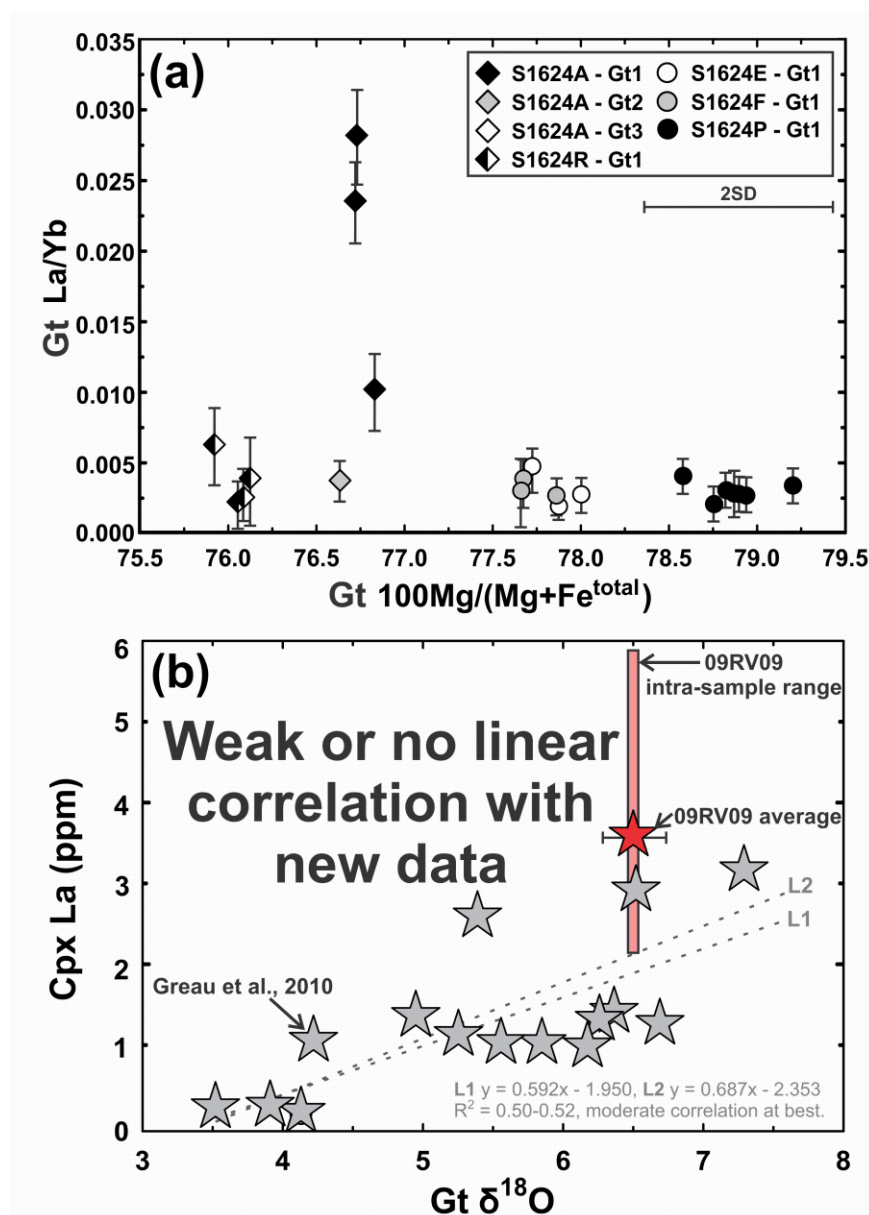 (a)
0.035
0.030
0.025
0.020
0.015
0.010
0.005
0.000
Gt La/Yb
S1624A - Gt1
S1624A - Gt2
S1624A - Gt3
S1624R - Gt1
S1624E - Gt1
S1624F - Gt1
S1624P - Gt1
2SD
75.5 76.0 76.5 77.0 77.5 78.0 78.5 79.0 79.5
Gt 100Mg/(Mg+Fe^total)
(b)
6
5
4
3
2
1
0
Cpx La (ppm)
09RV09
intra-sample range
Weak or no linear
correlation with
new data
09RV09 average
L2
L1
Greau et al., 2010
L1 y = 0.592x - 1.950, L2 y = 0.687x - 2.353
R² = 0.50-0.52, moderate correlation at best.
3 4 5 6 7 8
Gt δ¹⁸O